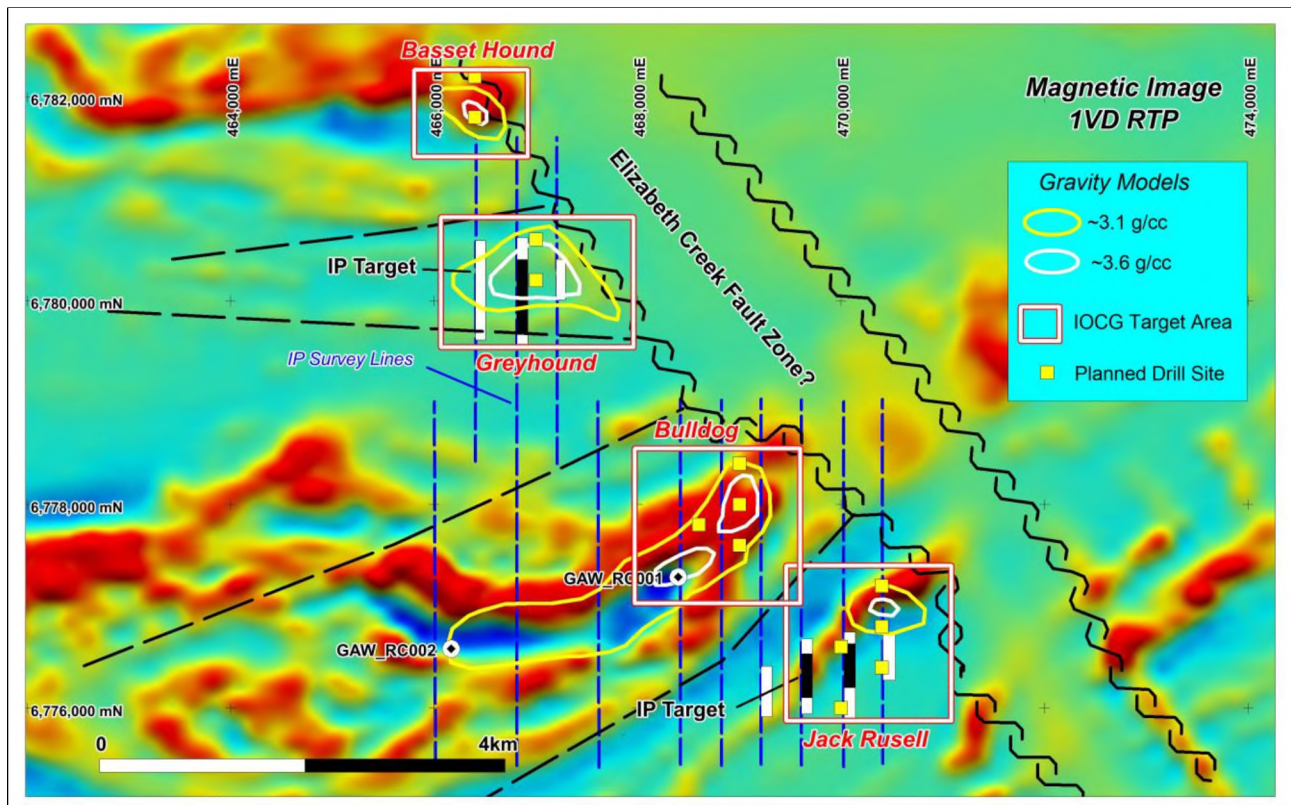 Basset Hound
6,782,000 mN
464,000 mE
466,000 mE
468,000 mE
470,000 mE
474,000 mE
Magnetic Image
1VD RTP
Gravity Models
~3.1 g/cc
~3.6 g/cc
IOCG Target Area
Planned Drill Site
Elizabeth Creek Fault Zone?
IP Target
6,780,000 mN
Greyhound
IP Survey Lines
Bulldog
6,778,000 mN
GAW_RC001
GAW_RC002
IP Target
6,776,000 mN
Jack Rusell
0
4km